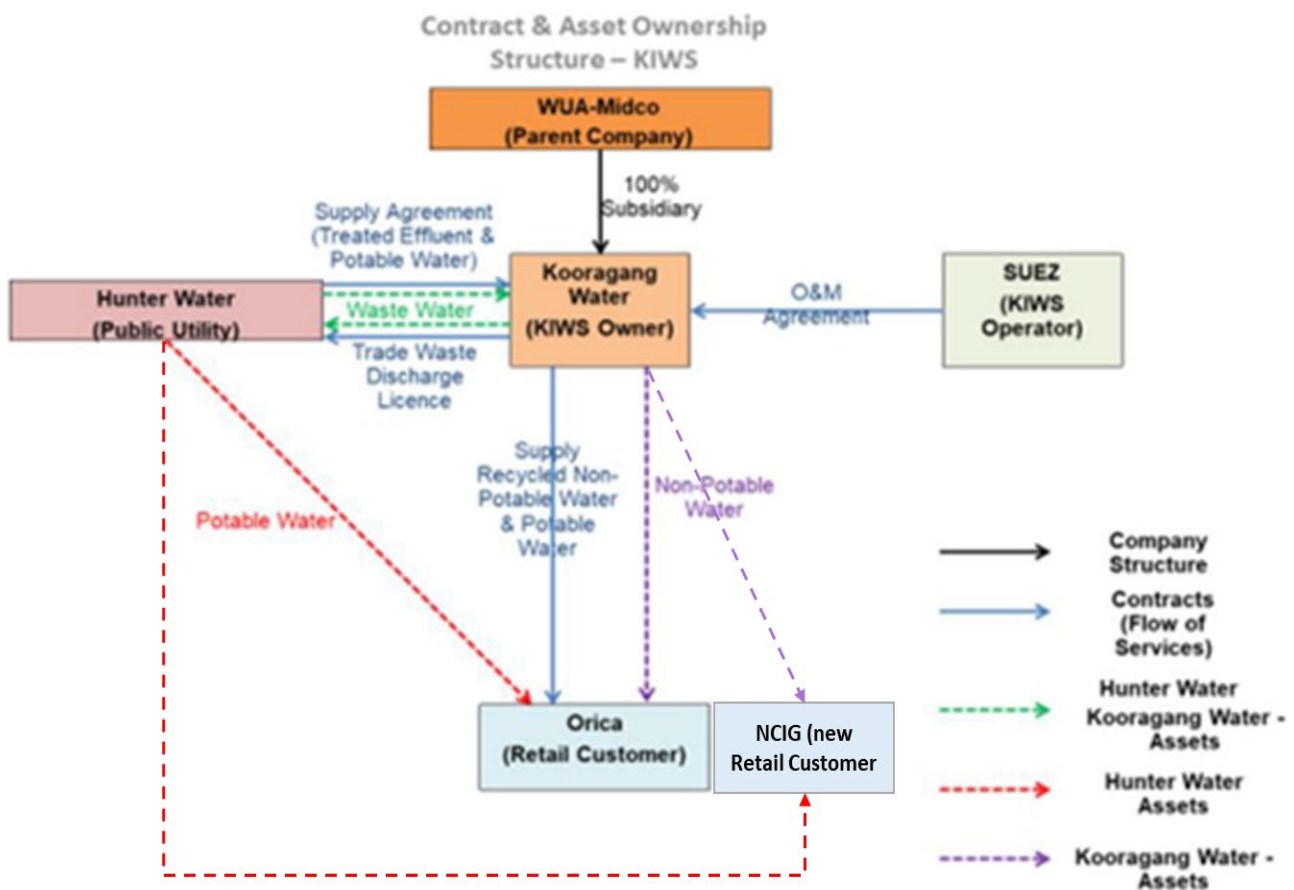 Contract & Asset Ownership
Structure – KIWS
WUA-Midco
(Parent Company)
100%
Subsidiary
Supply Agreement
(Treated Effluent &
Potable Water)
Hunter Water
(Public Utility)
Waste Water
Trade Waste
Discharge
Licence
Kooragang
Water
(KIWS Owner)
O&M
Agreement
SUEZ
(KIWS
Operator)
Potable Water
Supply
Recycled Non-
Potable Water
& Potable
Water
Non-Potable
Water
Orica
(Retail Customer)
NCIG (new
Retail Customer
Company
Structure
Contracts
(Flow of
Services)
Hunter Water
Kooragang Water -
Assets
Hunter Water
Assets
Kooragang Water -
Assets